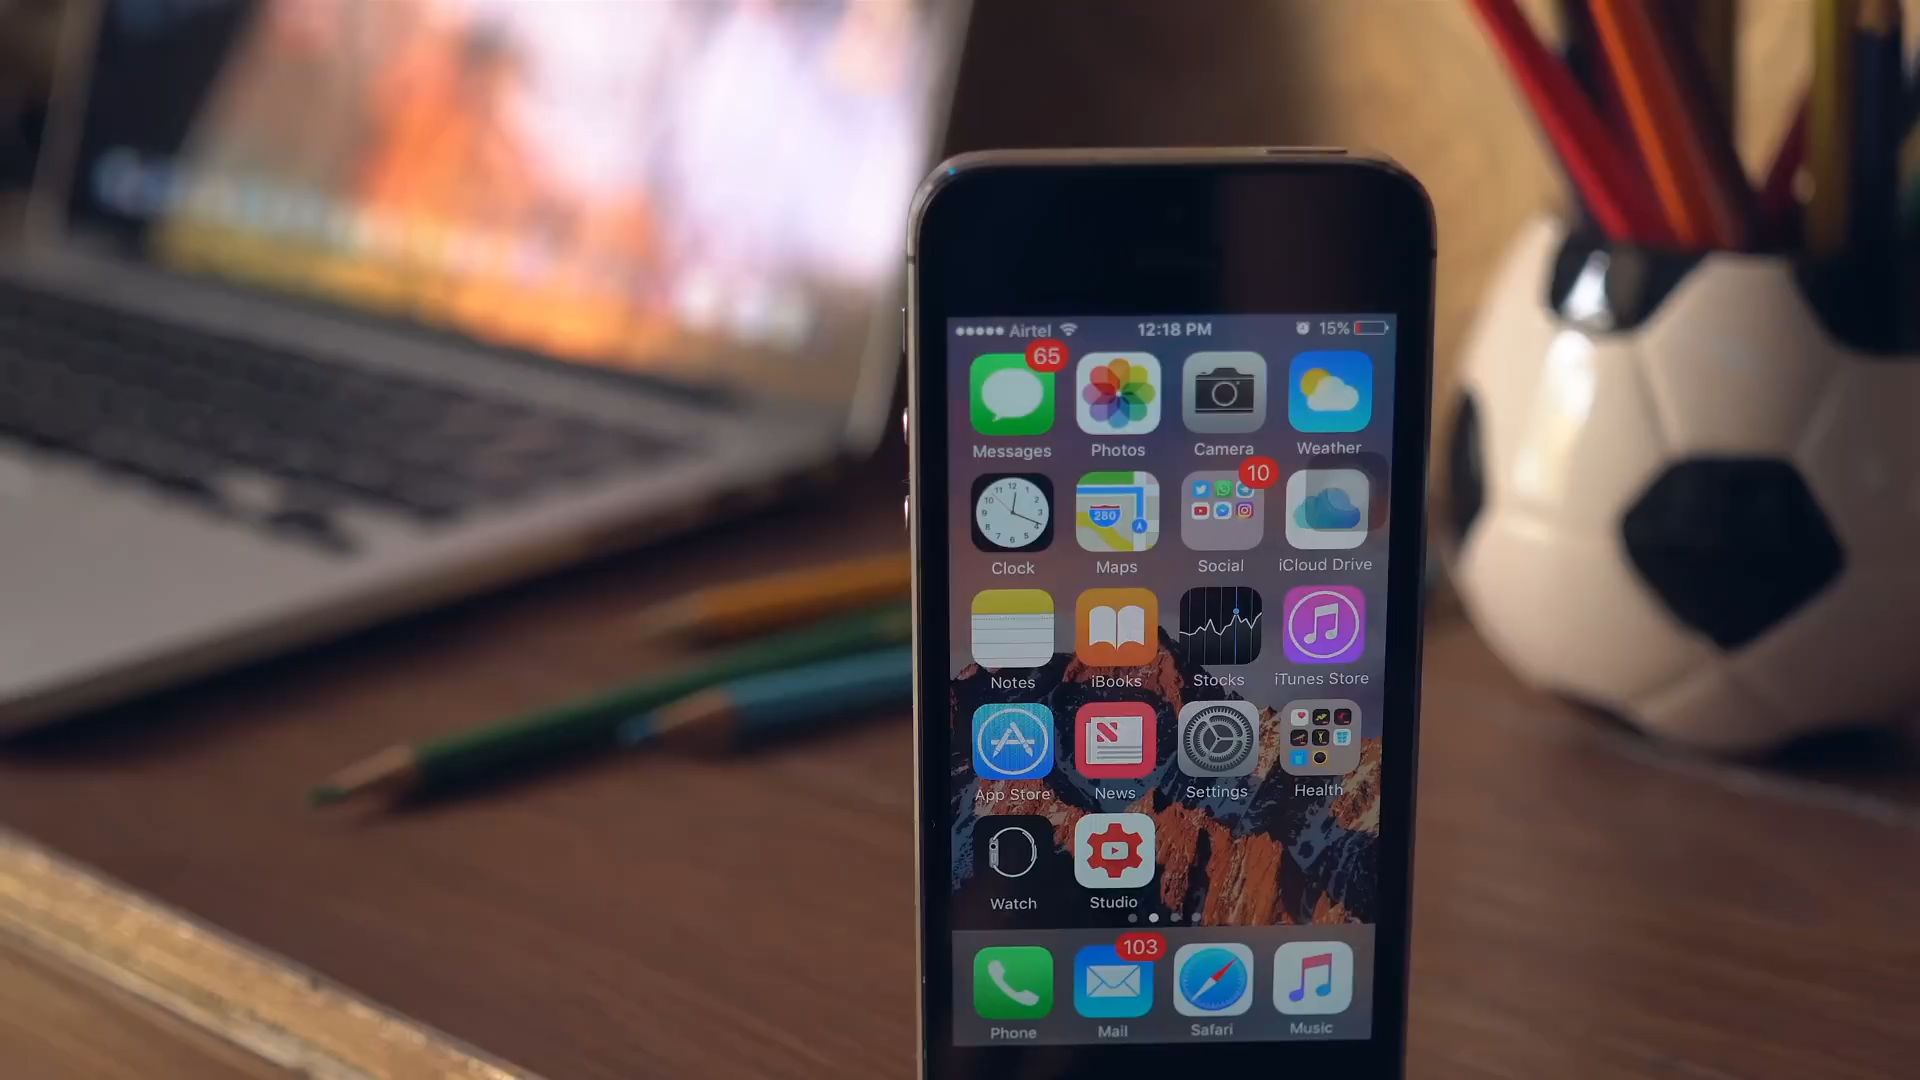 Airtel 12:18 PM 15%
65
Messages Photos Camera Weather
10
280
Clock Maps Social iCloud Drive
Notes iBooks Stocks iTunes Store
App Store News Settings Health
Watch Studio
103
Phone Mail Safari Music